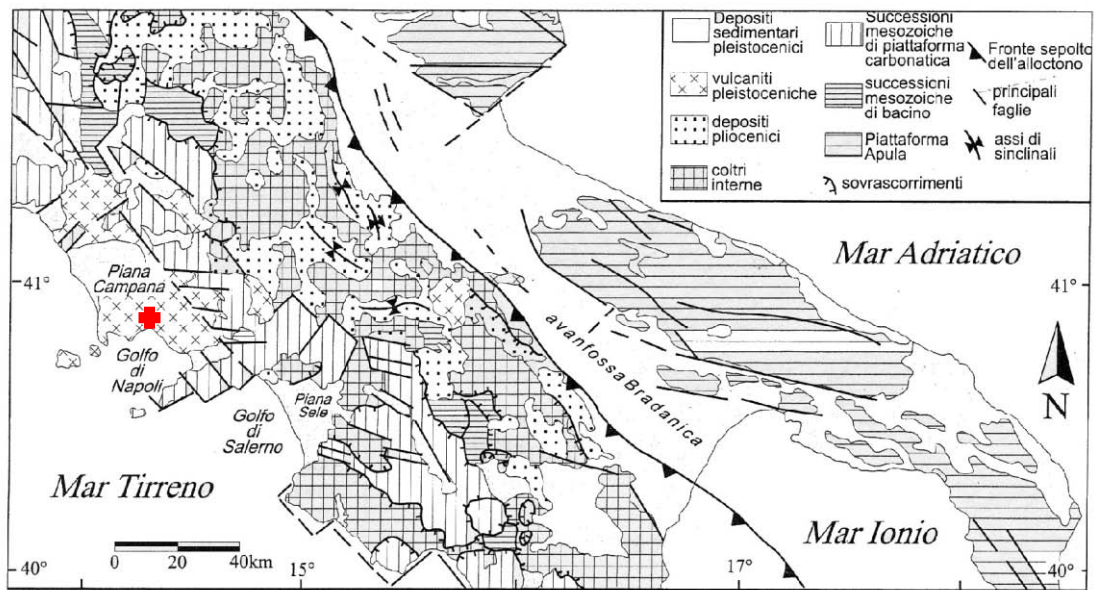 Depositi
sedimentari
pleistocenici
vulcaniti
pleistoceniche
depositi
pliocenici
coltri
interne
Successioni
mesozoiche
di piattaforma
carbonatica
successioni
mesozoiche
di bacino
Piattaforma
Apula
sovrascorrimenti
Fronte sepolto
dell'alloctono
principali
faglie
assi di
sinclinali
Mar Adriatico
41°
41°
Piana
Campana
Golfo
di
Napoli
Golfo
di
Salerno
Piana
Sele
avanfossa Bradanica
N
Mar Tirreno
Mar Ionio
0 20 40km
40°
15°
17°
40°